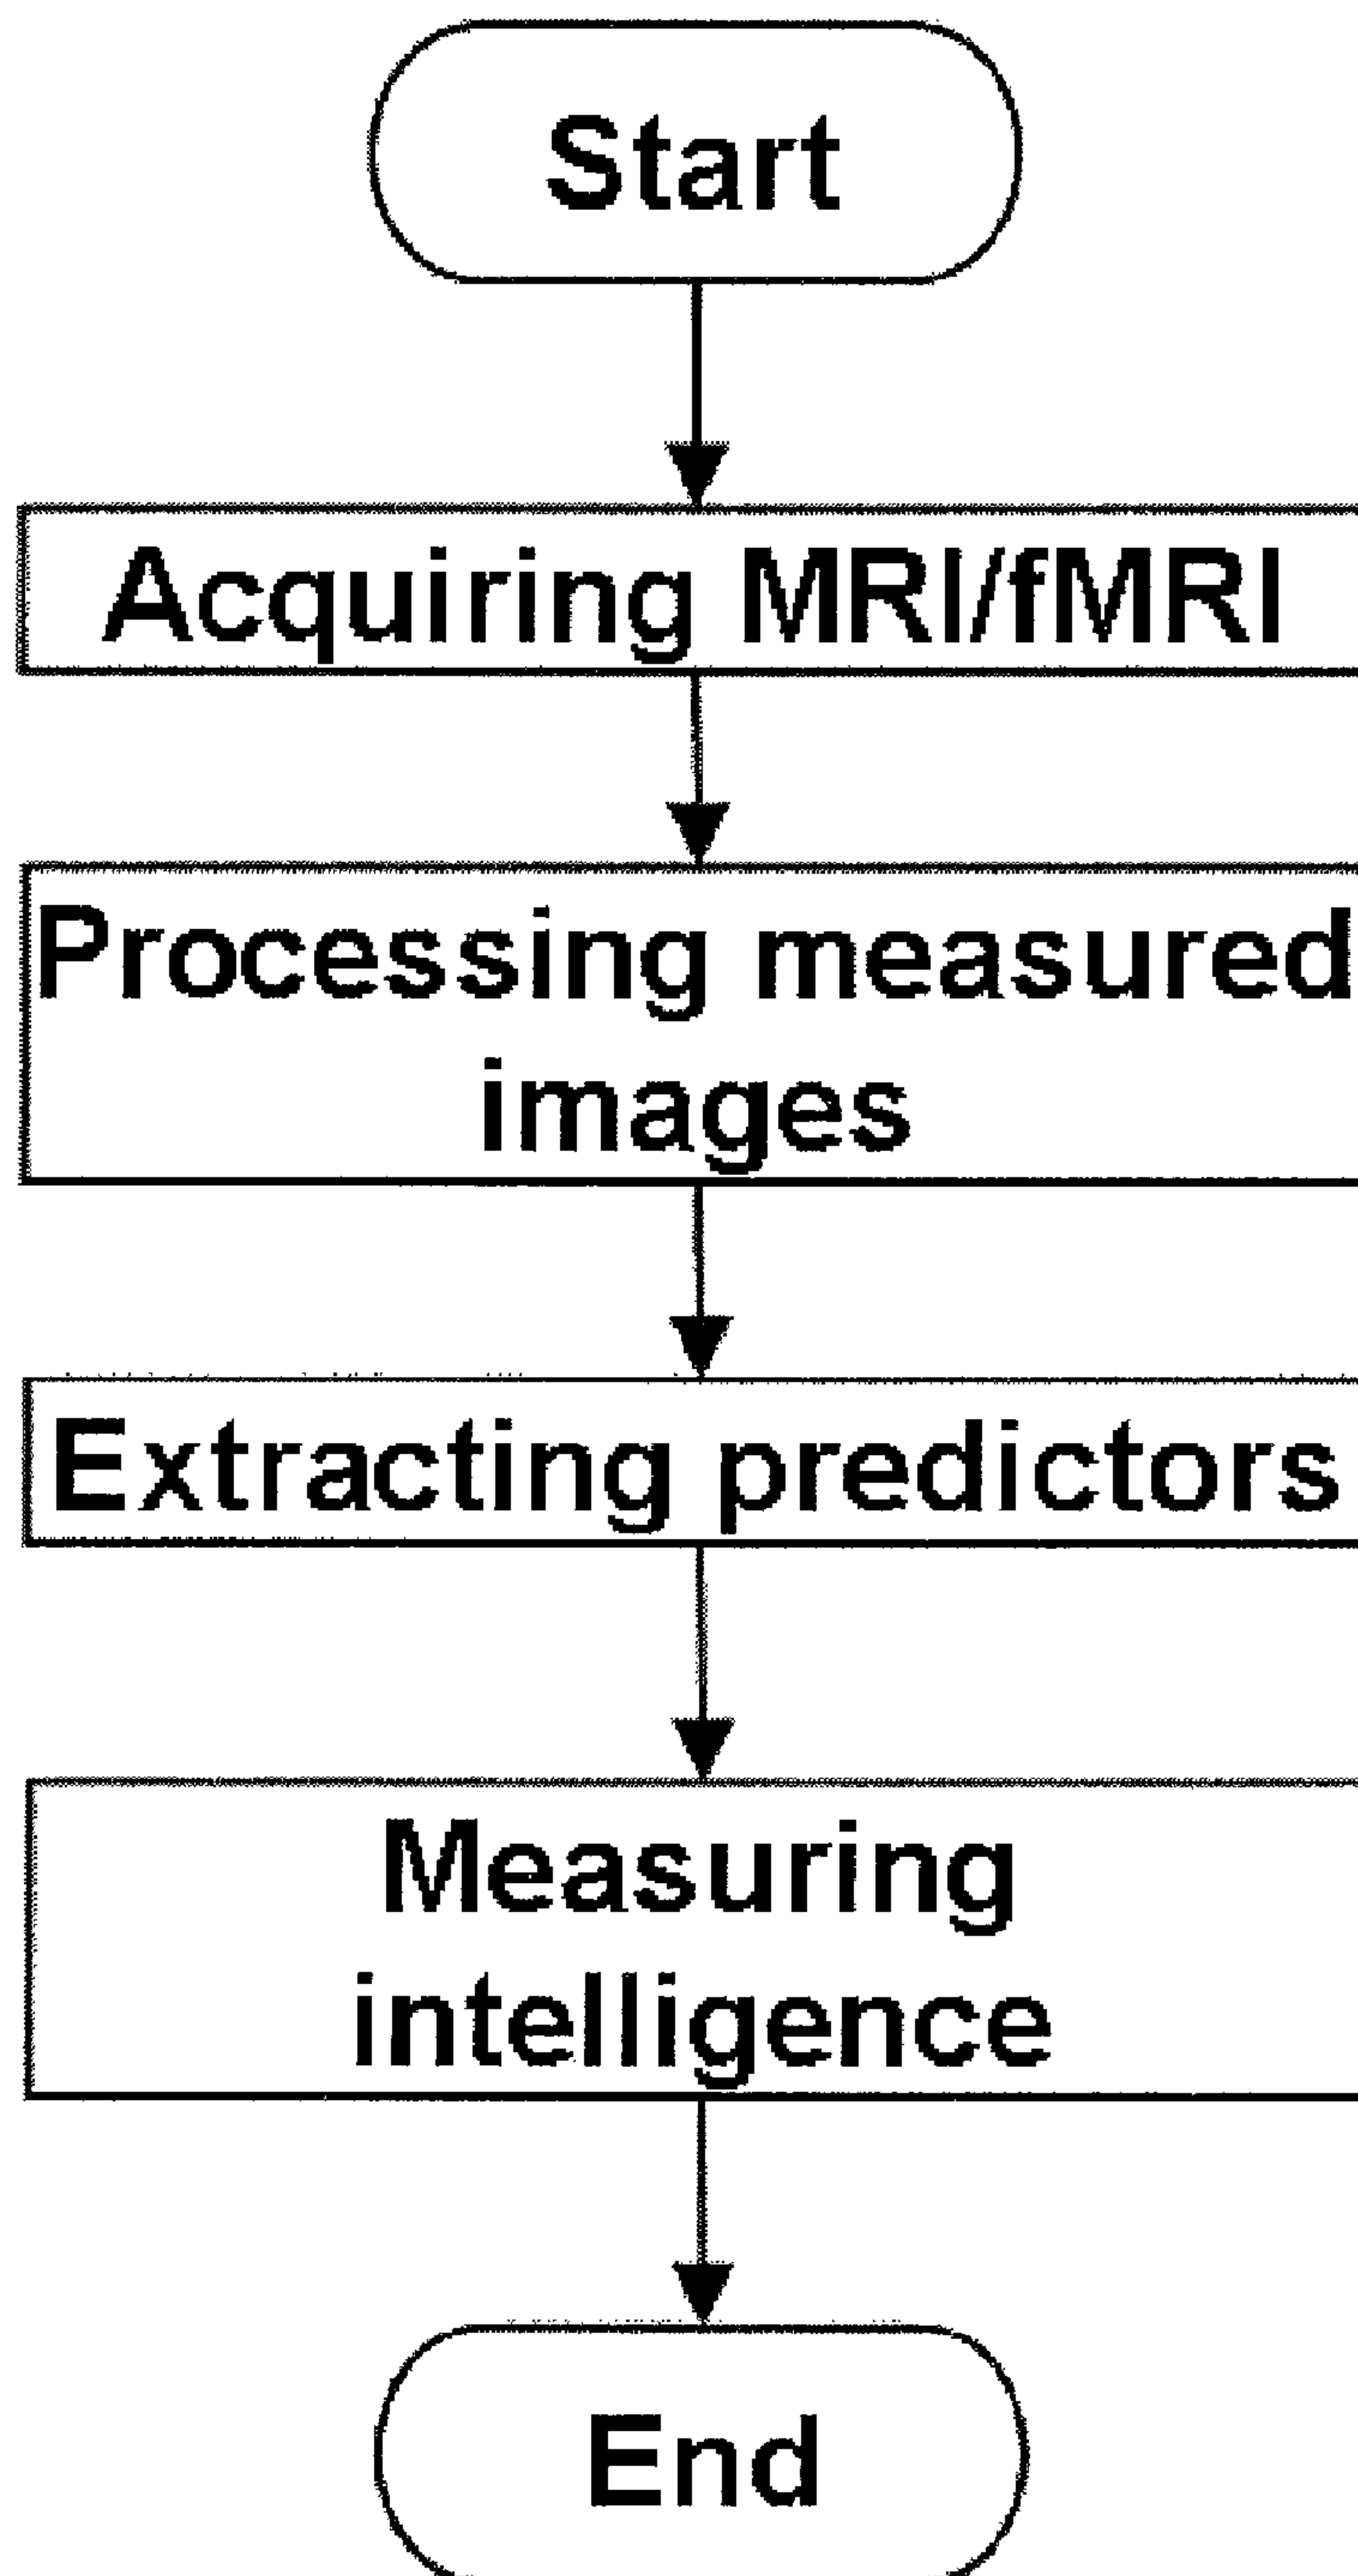 Start
Acquiring MRI/fMRI
Processing measured
images
Extracting predictors
Measuring
intelligence
End